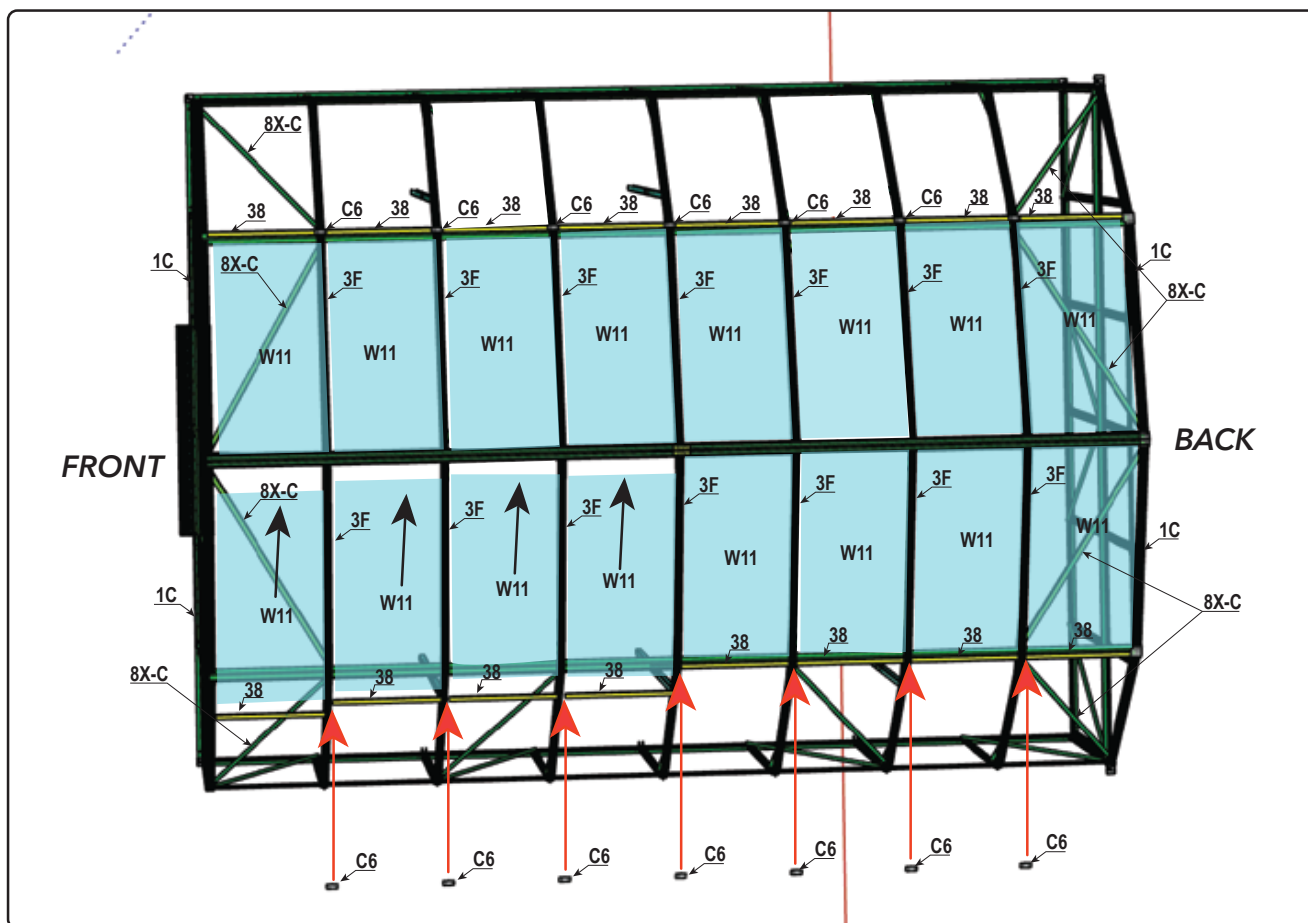 8X-C
38 C6 38 C6 38 C6 38 C6 38 C6 38 C6 38 38
1C 8X-C 3F 3F 3F 3F 3F 3F 3F 1C
8X-C
W11 W11 W11 W11 W11 W11 W11 W11
FRONT BACK
8X-C 3F 3F 3F 3F 3F 3F 3F
W11 W11 W11 W11 W11 W11 W11 W11
1C 1C
8X-C 8X-C
38 38 38 38 38 38 38 38
C6 C6 C6 C6 C6 C6 C6